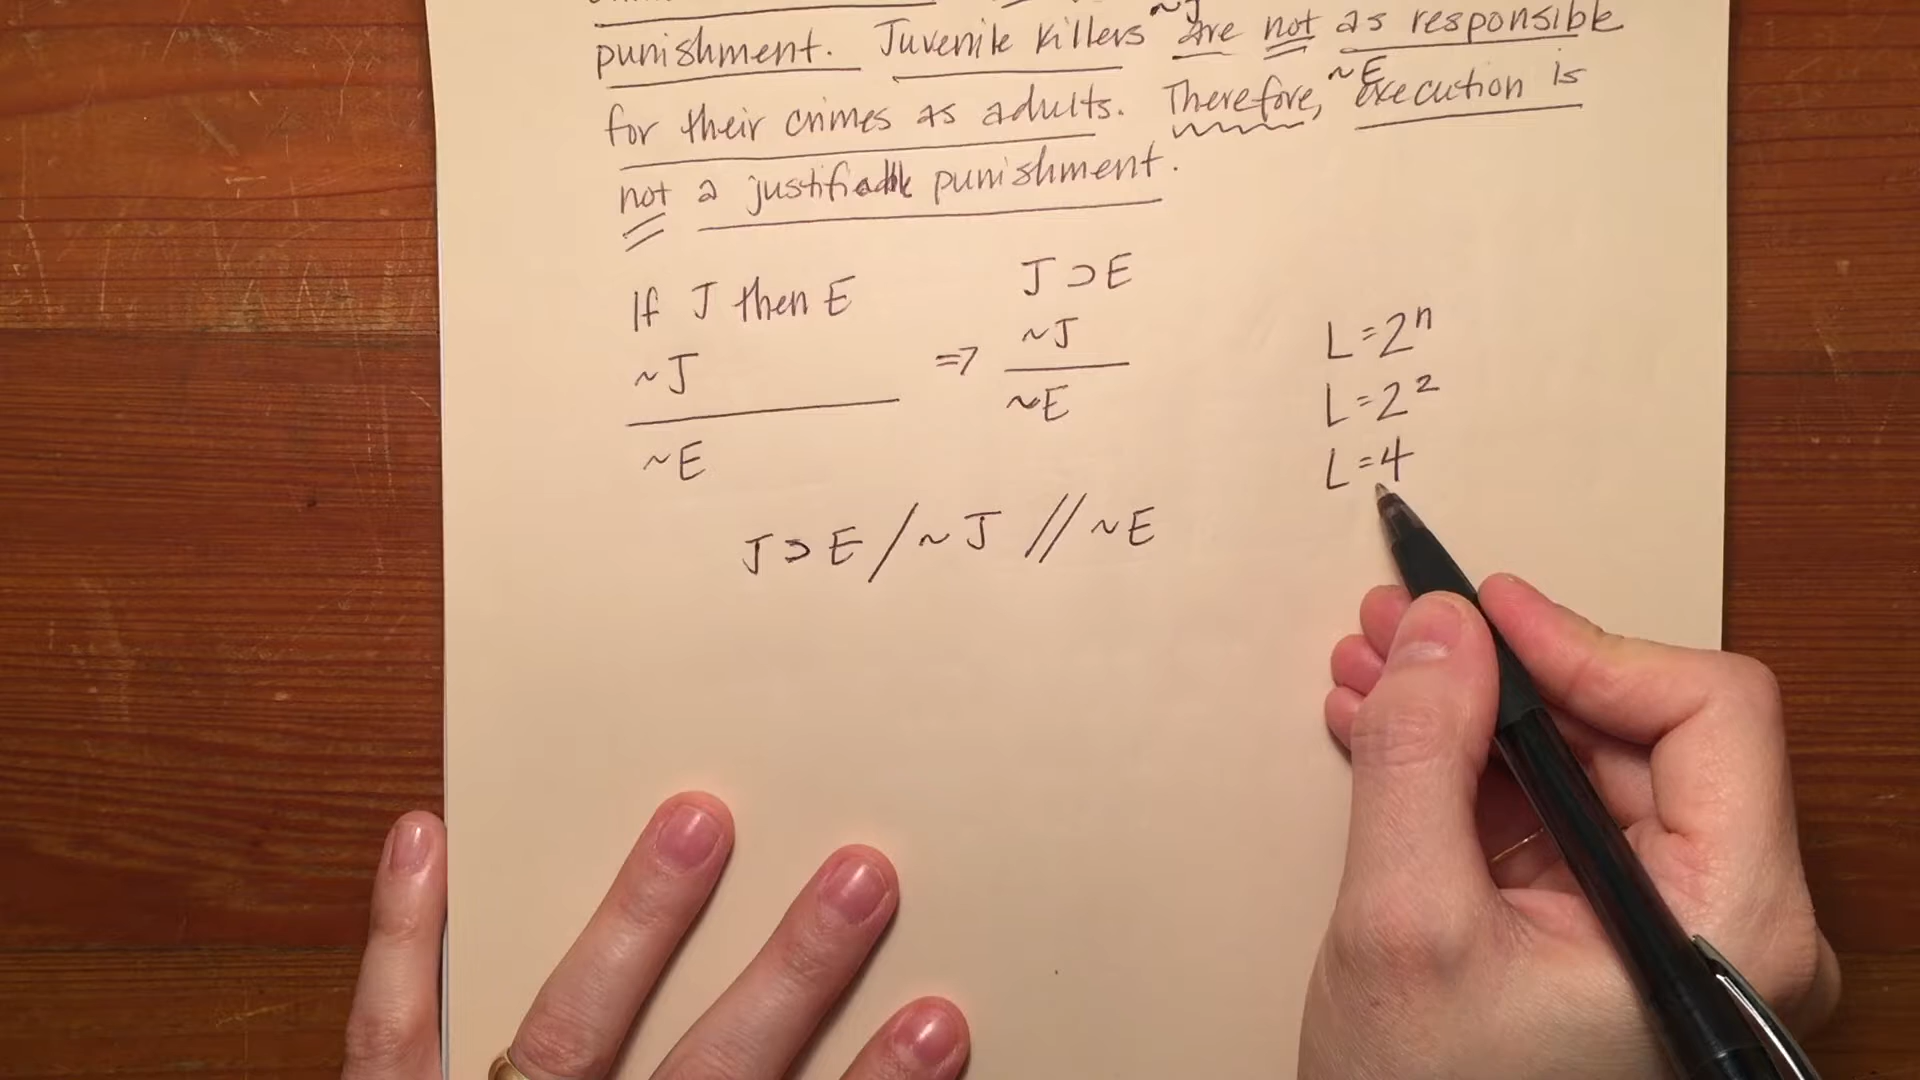 punishment. Juvenile killers ~J are not as responsible
for their crimes as adults. Therefore, ~E execution is
not a justifiable punishment.
If J then E
~J
~E
=>
J ⊃ E
~J
~E
L=2ⁿ
L=2²
L=4
J ⊃ E / ~J // ~E